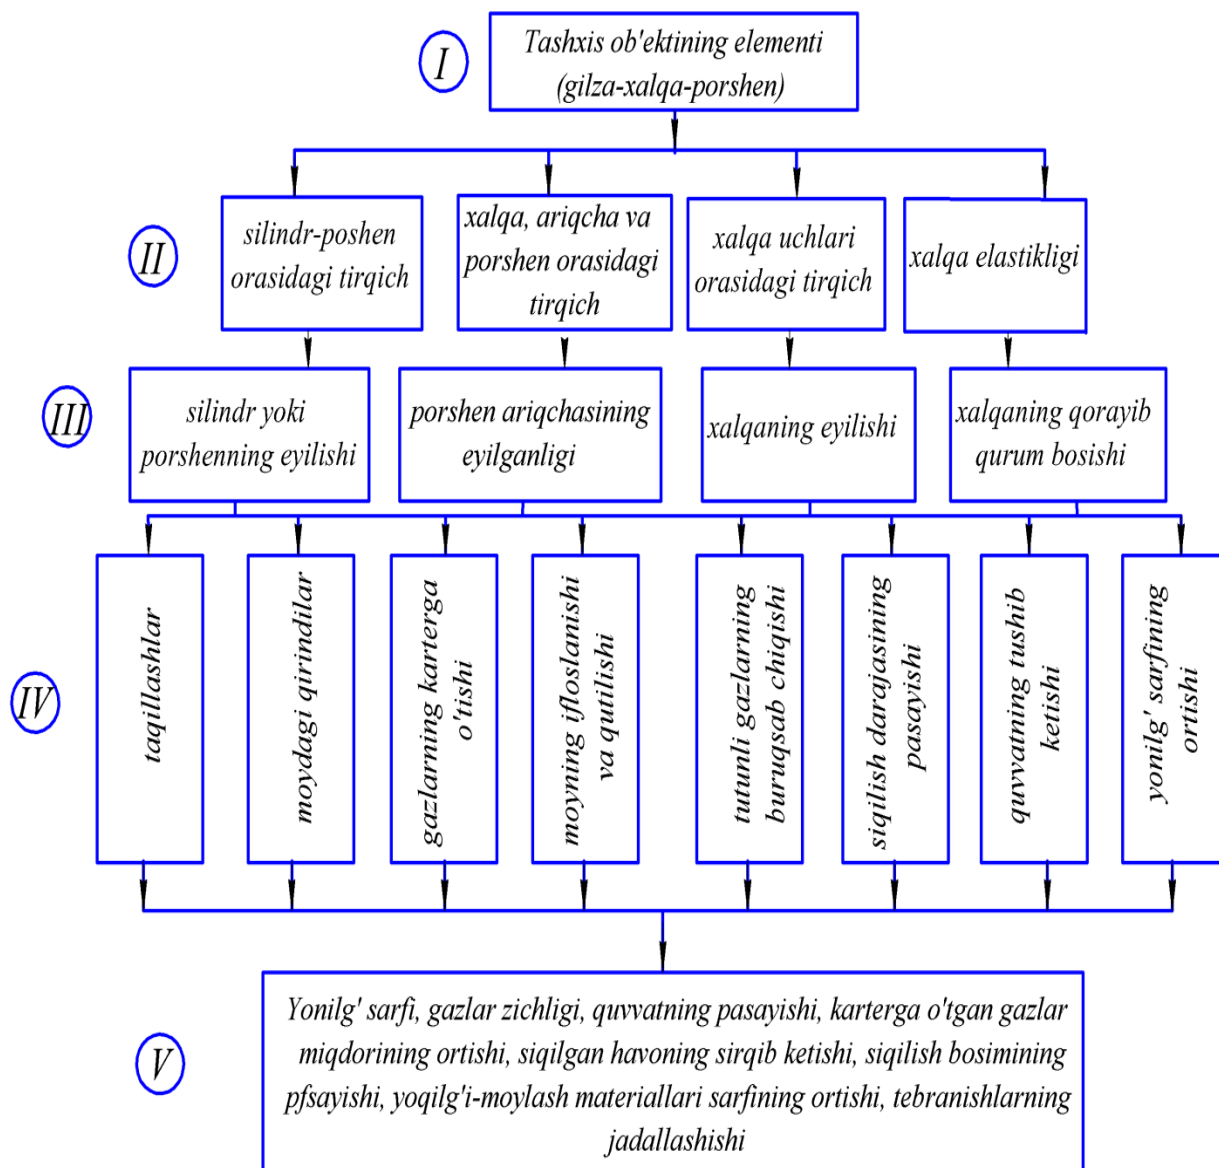 I
Tashxis ob'ektining elementi
(gilza-xalqa-porshen)
II
silindr-poshen
orasidagi tirqich
xalqa, ariqcha va
porshen orasidagi
tirqich
xalqa uchlari
orasidagi tirqich
xalqa elastikligi
III
silindr yoki
porshenning eyilishi
porshen ariqchasining
eyilganligi
xalqaning eyilishi
xalqaning qorayib
qurum bosishi
IV
taqillashlar
moydagi qirindilar
gazlarning karterga
o'tishi
moyning ifloslanishi
va qutilishi
tutunli gazlarning
buruqsab chiqishi
siqilish darajasining
pasayishi
quvvatning tushib
ketishi
yonilg' sarfining
ortishi
V
Yonilg' sarfi, gazlar zichligi, quvvatning pasayishi, karterga o'tgan gazlar
miqdorining ortishi, siqilgan havoning sirqib ketishi, siqilish bosimining
pfsayishi, yoqilg'i-moylash materiallari sarfining ortishi, tebranishlarning
jadallashishi